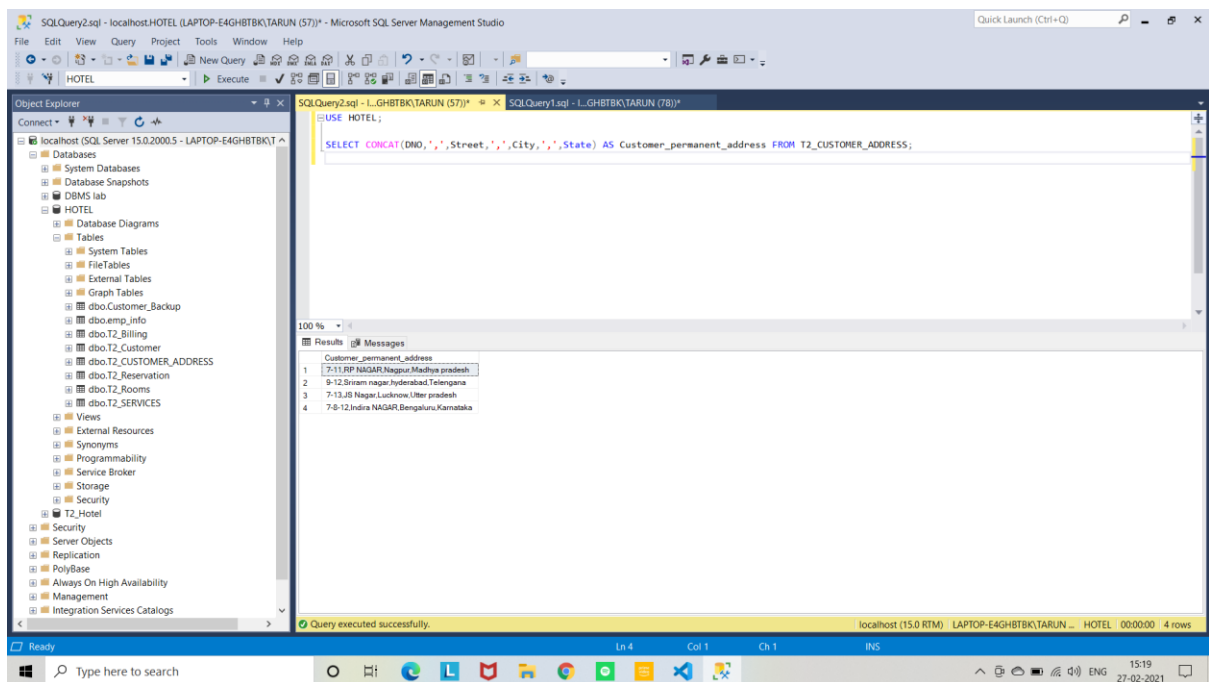 SQLQuery2.sql - localhost.HOTEL (LAPTOP-E4GHBTBK\TARUN (57))* - Microsoft SQL Server Management Studio
Quick Launch (Ctrl+Q)
File Edit View Query Project Tools Window Help
New Query
HOTEL
Execute
Object Explorer
SQLQuery2.sql - l...GHBTBK\TARUN (57))*
SQLQuery1.sql - l...GHBTBK\TARUN (78))*
Connect
localhost (SQL Server 15.0.2000.5 - LAPTOP-E4GHBTBK\T
Databases
System Databases
Database Snapshots
DBMS lab
HOTEL
Database Diagrams
Tables
System Tables
FileTables
External Tables
Graph Tables
dbo.Customer_Backup
dbo.emp_info
dbo.T2_Billing
dbo.T2_Customer
dbo.T2_CUSTOMER_ADDRESS
dbo.T2_Reservation
dbo.T2_Rooms
dbo.T2_SERVICES
Views
External Resources
Synonyms
Programmability
Service Broker
Storage
Security
T2_Hotel
Security
Server Objects
Replication
PolyBase
Always On High Availability
Management
Integration Services Catalogs
USE HOTEL;
SELECT CONCAT(DNO,',',Street,',',City,',',State) AS Customer_permanent_address FROM T2_CUSTOMER_ADDRESS;
100 %
Results Messages
Customer_permanent_address
1 7-11,RP NAGAR,Nagpur,Madhya pradesh
2 9-12,Sriram nagar,hyderabad,Telengana
3 7-13,JS Nagar,Lucknow,Utter pradesh
4 7-8-12,Indira NAGAR,Bengaluru,Karnataka
Query executed successfully.
localhost (15.0 RTM) LAPTOP-E4GHBTBK\TARUN ... HOTEL 00:00:00 4 rows
Ready
Ln 4 Col 1 Ch 1 INS
Type here to search
L
ENG
15:19
27-02-2021